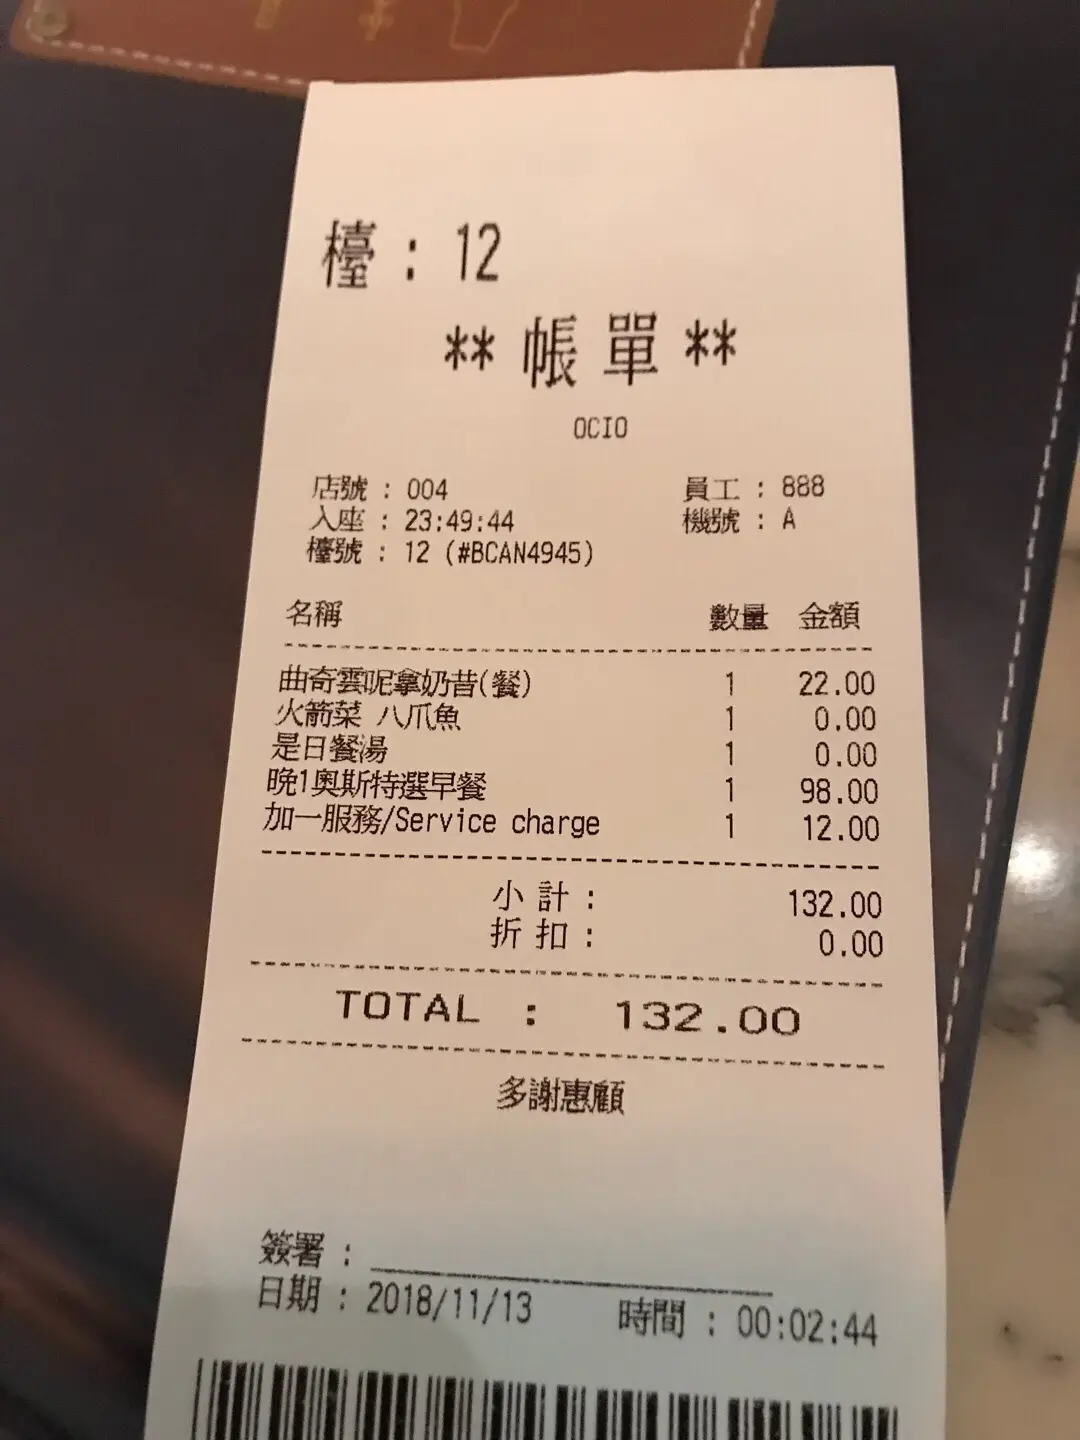 檯 : 12
** 帳 單 **
OCIO
店號 : 004 員工 : 888
入座 : 23:49:44 機號 : A
檯號 : 12 (#BCAN4945)
名稱 數量 金額
曲奇雲呢拿奶昔(餐) 1 22.00
火箭菜 八爪魚 1 0.00
是日餐湯 1 0.00
晚1奧斯特選早餐 1 98.00
加一服務/Service charge 1 12.00
小 計 : 132.00
折 扣 : 0.00
TOTAL : 132.00
多謝惠顧
簽署 :
日期 : 2018/11/13 時間 : 00:02:44